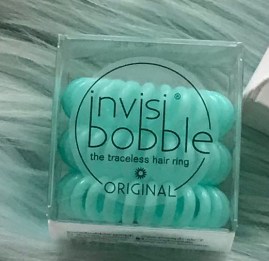 invisi®
bobble
the traceless hair ring
ORIGINAL